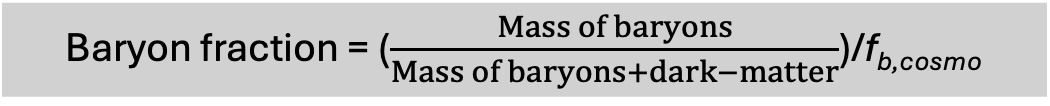 Baryon fraction = (Mass of baryons/Mass of baryons+dark−matter)/f_b,cosmo